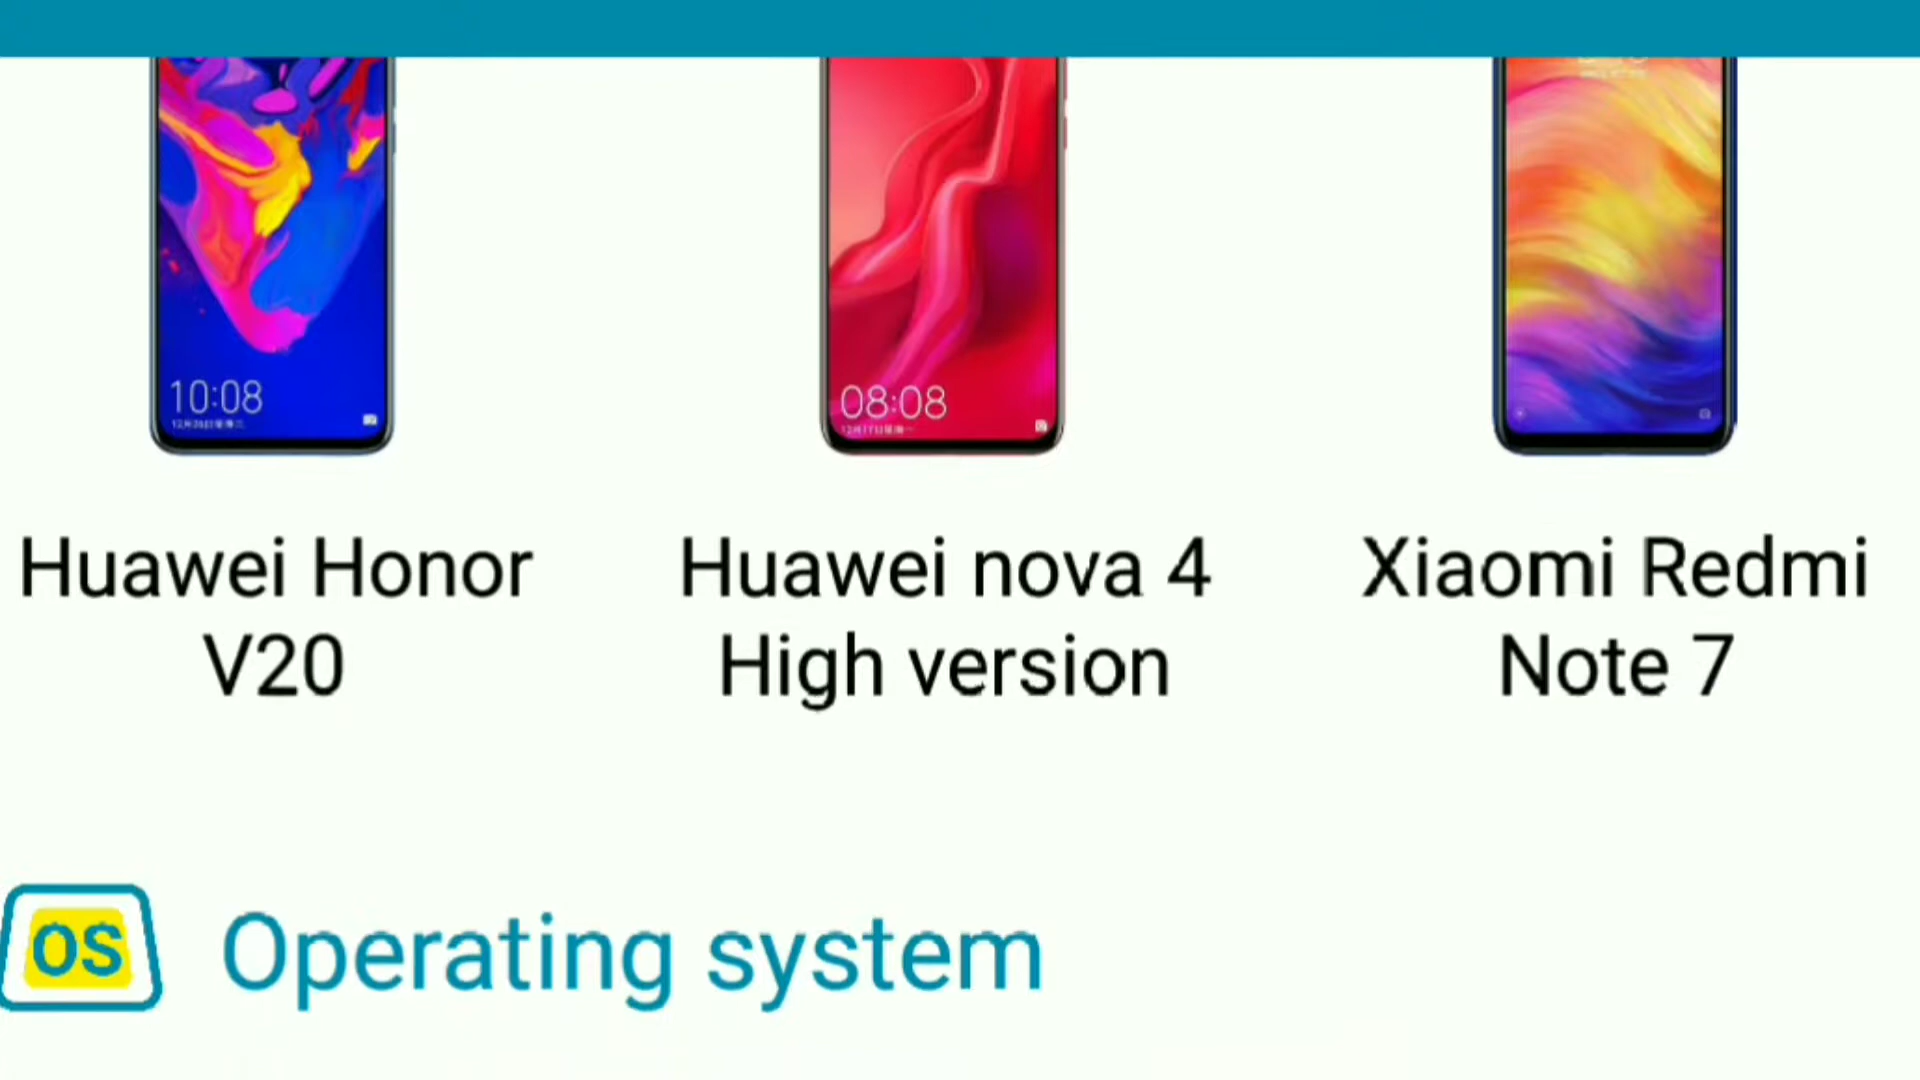 10:08
08:08
Huawei Honor
V20
Huawei nova 4
High version
Xiaomi Redmi
Note 7
OS
Operating system